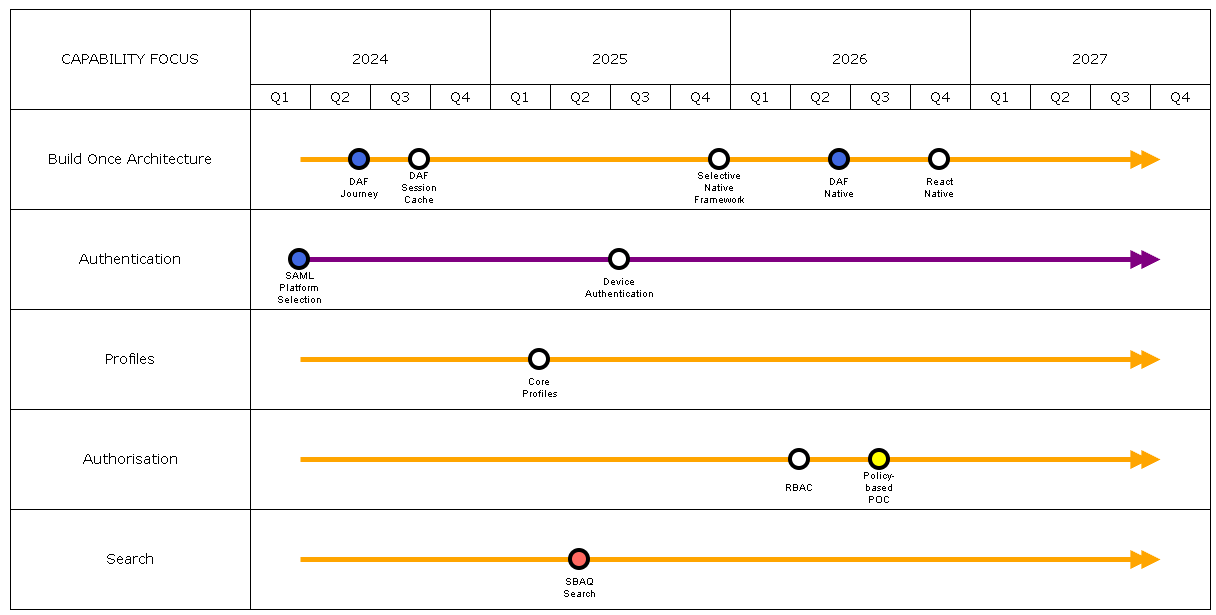 CAPABILITY FOCUS
2024
2025
2026
2027
Q1 Q2 Q3 Q4 Q1 Q2 Q3 Q4 Q1 Q2 Q3 Q4 Q1 Q2 Q3 Q4
Build Once Architecture
DAF
Journey
DAF
Session
Cache
Selective
Native
Framework
DAF
Native
React
Native
Authentication
SAML
Platform
Selection
Device
Authentication
Profiles
Core
Profiles
Authorisation
RBAC
Policy-
based
POC
Search
SBAQ
Search